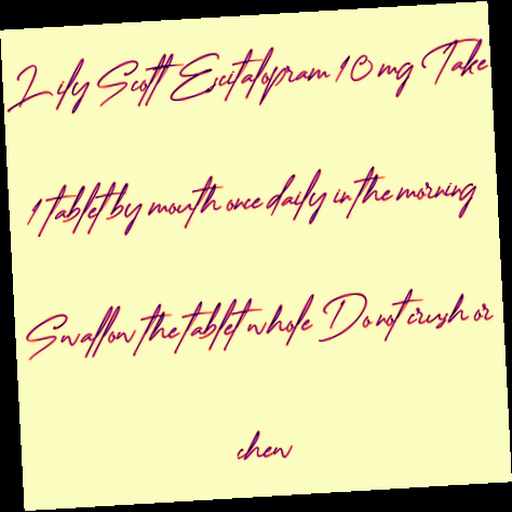 Lily Scott Escitalopram 10 mg Take
1 tablet by mouth once daily in the morning
Swallow the tablet whole Do not crush or
chew